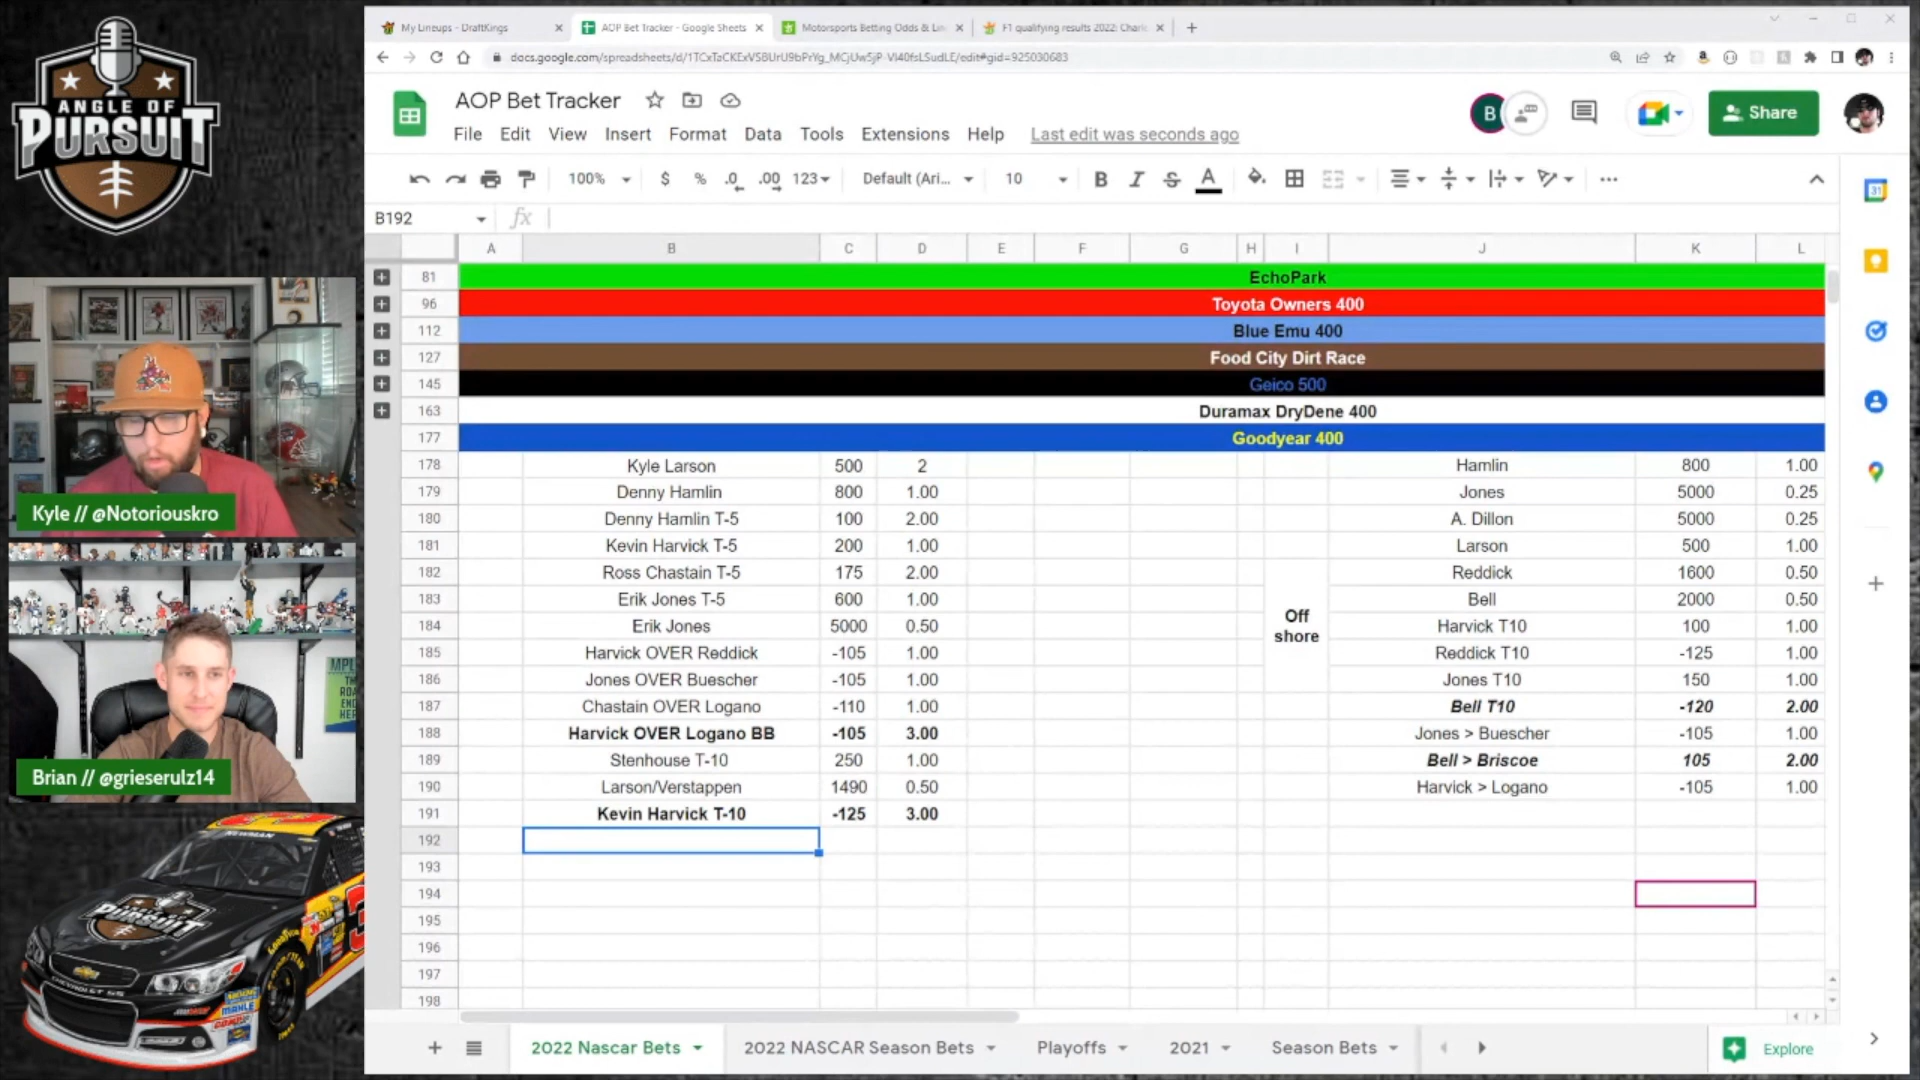 ANGLE OF
PURSUIT
Kyle // @Notoriouskro
Brian // @grieserulz14
My Lineups - DraftKings
AOP Bet Tracker - Google Sheets
Motorsports Betting Odds & Lin
F1 qualifying results 2022: Charle
AOP Bet Tracker
File Edit View Insert Format Data Tools Extensions Help Last edit was seconds ago
Share
B
100% $ % .0 .00 123 Default (Ari... 10 B I S A
31
B192 fx
A B C D E F G H I J K L
81 EchoPark
96 Toyota Owners 400
112 Blue Emu 400
127 Food City Dirt Race
145 Geico 500
163 Duramax DryDene 400
177 Goodyear 400
178 Kyle Larson 500 2 Hamlin 800 1.00
179 Denny Hamlin 800 1.00 Jones 5000 0.25
180 Denny Hamlin T-5 100 2.00 A. Dillon 5000 0.25
181 Kevin Harvick T-5 200 1.00 Larson 500 1.00
182 Ross Chastain T-5 175 2.00 Reddick 1600 0.50
183 Erik Jones T-5 600 1.00 Bell 2000 0.50
Off
shore
184 Erik Jones 5000 0.50 Harvick T10 100 1.00
185 Harvick OVER Reddick -105 1.00 Reddick T10 -125 1.00
186 Jones OVER Buescher -105 1.00 Jones T10 150 1.00
187 Chastain OVER Logano -110 1.00 Bell T10 -120 2.00
188 Harvick OVER Logano BB -105 3.00 Jones > Buescher -105 1.00
189 Stenhouse T-10 250 1.00 Bell > Briscoe 105 2.00
190 Larson/Verstappen 1490 0.50 Harvick > Logano -105 1.00
191 Kevin Harvick T-10 -125 3.00
192
193
194
195
196
197
198
2022 Nascar Bets 2022 NASCAR Season Bets Playoffs 2021 Season Bets
Explore
NEWMAN
PURSUIT
CHEVROLET SS
MAHLE